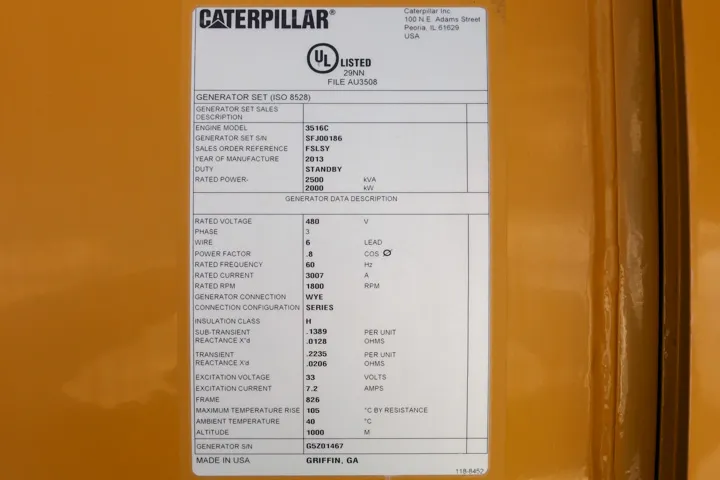 CATERPILLAR®
Caterpillar Inc.
100 N.E. Adams Street
Peoria, IL 61629
USA
UL LISTED
29NN
FILE AU3508
GENERATOR SET (ISO 8528)
GENERATOR SET SALES
DESCRIPTION
ENGINE MODEL 3516C
GENERATOR SET S/N SFJ00186
SALES ORDER REFERENCE FSLSY
YEAR OF MANUFACTURE 2013
DUTY STANDBY
RATED POWER- 2500 kVA
2000 kW
GENERATOR DATA DESCRIPTION
RATED VOLTAGE 480 V
PHASE 3
WIRE 6 LEAD
POWER FACTOR .8 COS Ø
RATED FREQUENCY 60 Hz
RATED CURRENT 3007 A
RATED RPM 1800 RPM
GENERATOR CONNECTION WYE
CONNECTION CONFIGURATION SERIES
INSULATION CLASS H
SUB-TRANSIENT .1389 PER UNIT
REACTANCE X"d .0128 OHMS
TRANSIENT .2235 PER UNIT
REACTANCE X'd .0206 OHMS
EXCITATION VOLTAGE 33 VOLTS
EXCITATION CURRENT 7.2 AMPS
FRAME 826
MAXIMUM TEMPERATURE RISE 105 °C BY RESISTANCE
AMBIENT TEMPERATURE 40 °C
ALTITUDE 1000 M
GENERATOR S/N G5Z01467
MADE IN USA GRIFFIN, GA
118-8452